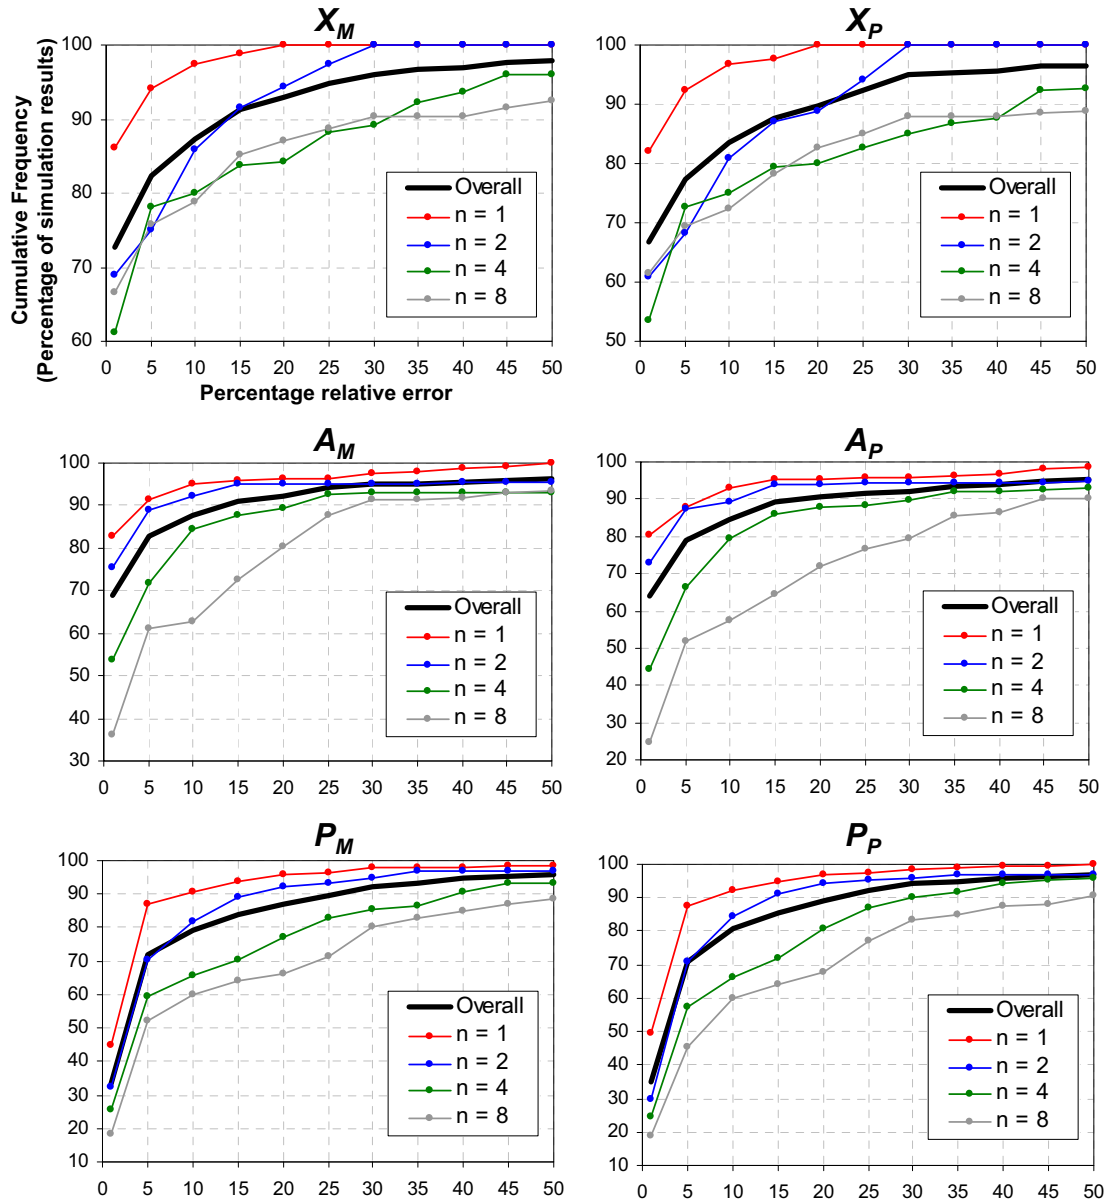 X_M
Cumulative Frequency
(Percentage of simulation results)
100
90
80
70
60
0 5 10 15 20 25 30 35 40 45 50
Percentage relative error
Overall
n = 1
n = 2
n = 4
n = 8
X_P
100
90
80
70
60
50
0 5 10 15 20 25 30 35 40 45 50
Overall
n = 1
n = 2
n = 4
n = 8
A_M
100
90
80
70
60
50
40
30
0 5 10 15 20 25 30 35 40 45 50
Overall
n = 1
n = 2
n = 4
n = 8
A_P
100
90
80
70
60
50
40
30
20
0 5 10 15 20 25 30 35 40 45 50
Overall
n = 1
n = 2
n = 4
n = 8
P_M
100
90
80
70
60
50
40
30
20
10
0 5 10 15 20 25 30 35 40 45 50
Overall
n = 1
n = 2
n = 4
n = 8
P_P
100
90
80
70
60
50
40
30
20
10
0 5 10 15 20 25 30 35 40 45 50
Overall
n = 1
n = 2
n = 4
n = 8